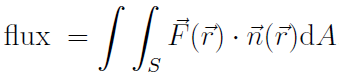 flux = ∫∫_S F⃗(r⃗) · n⃗(r⃗)dA